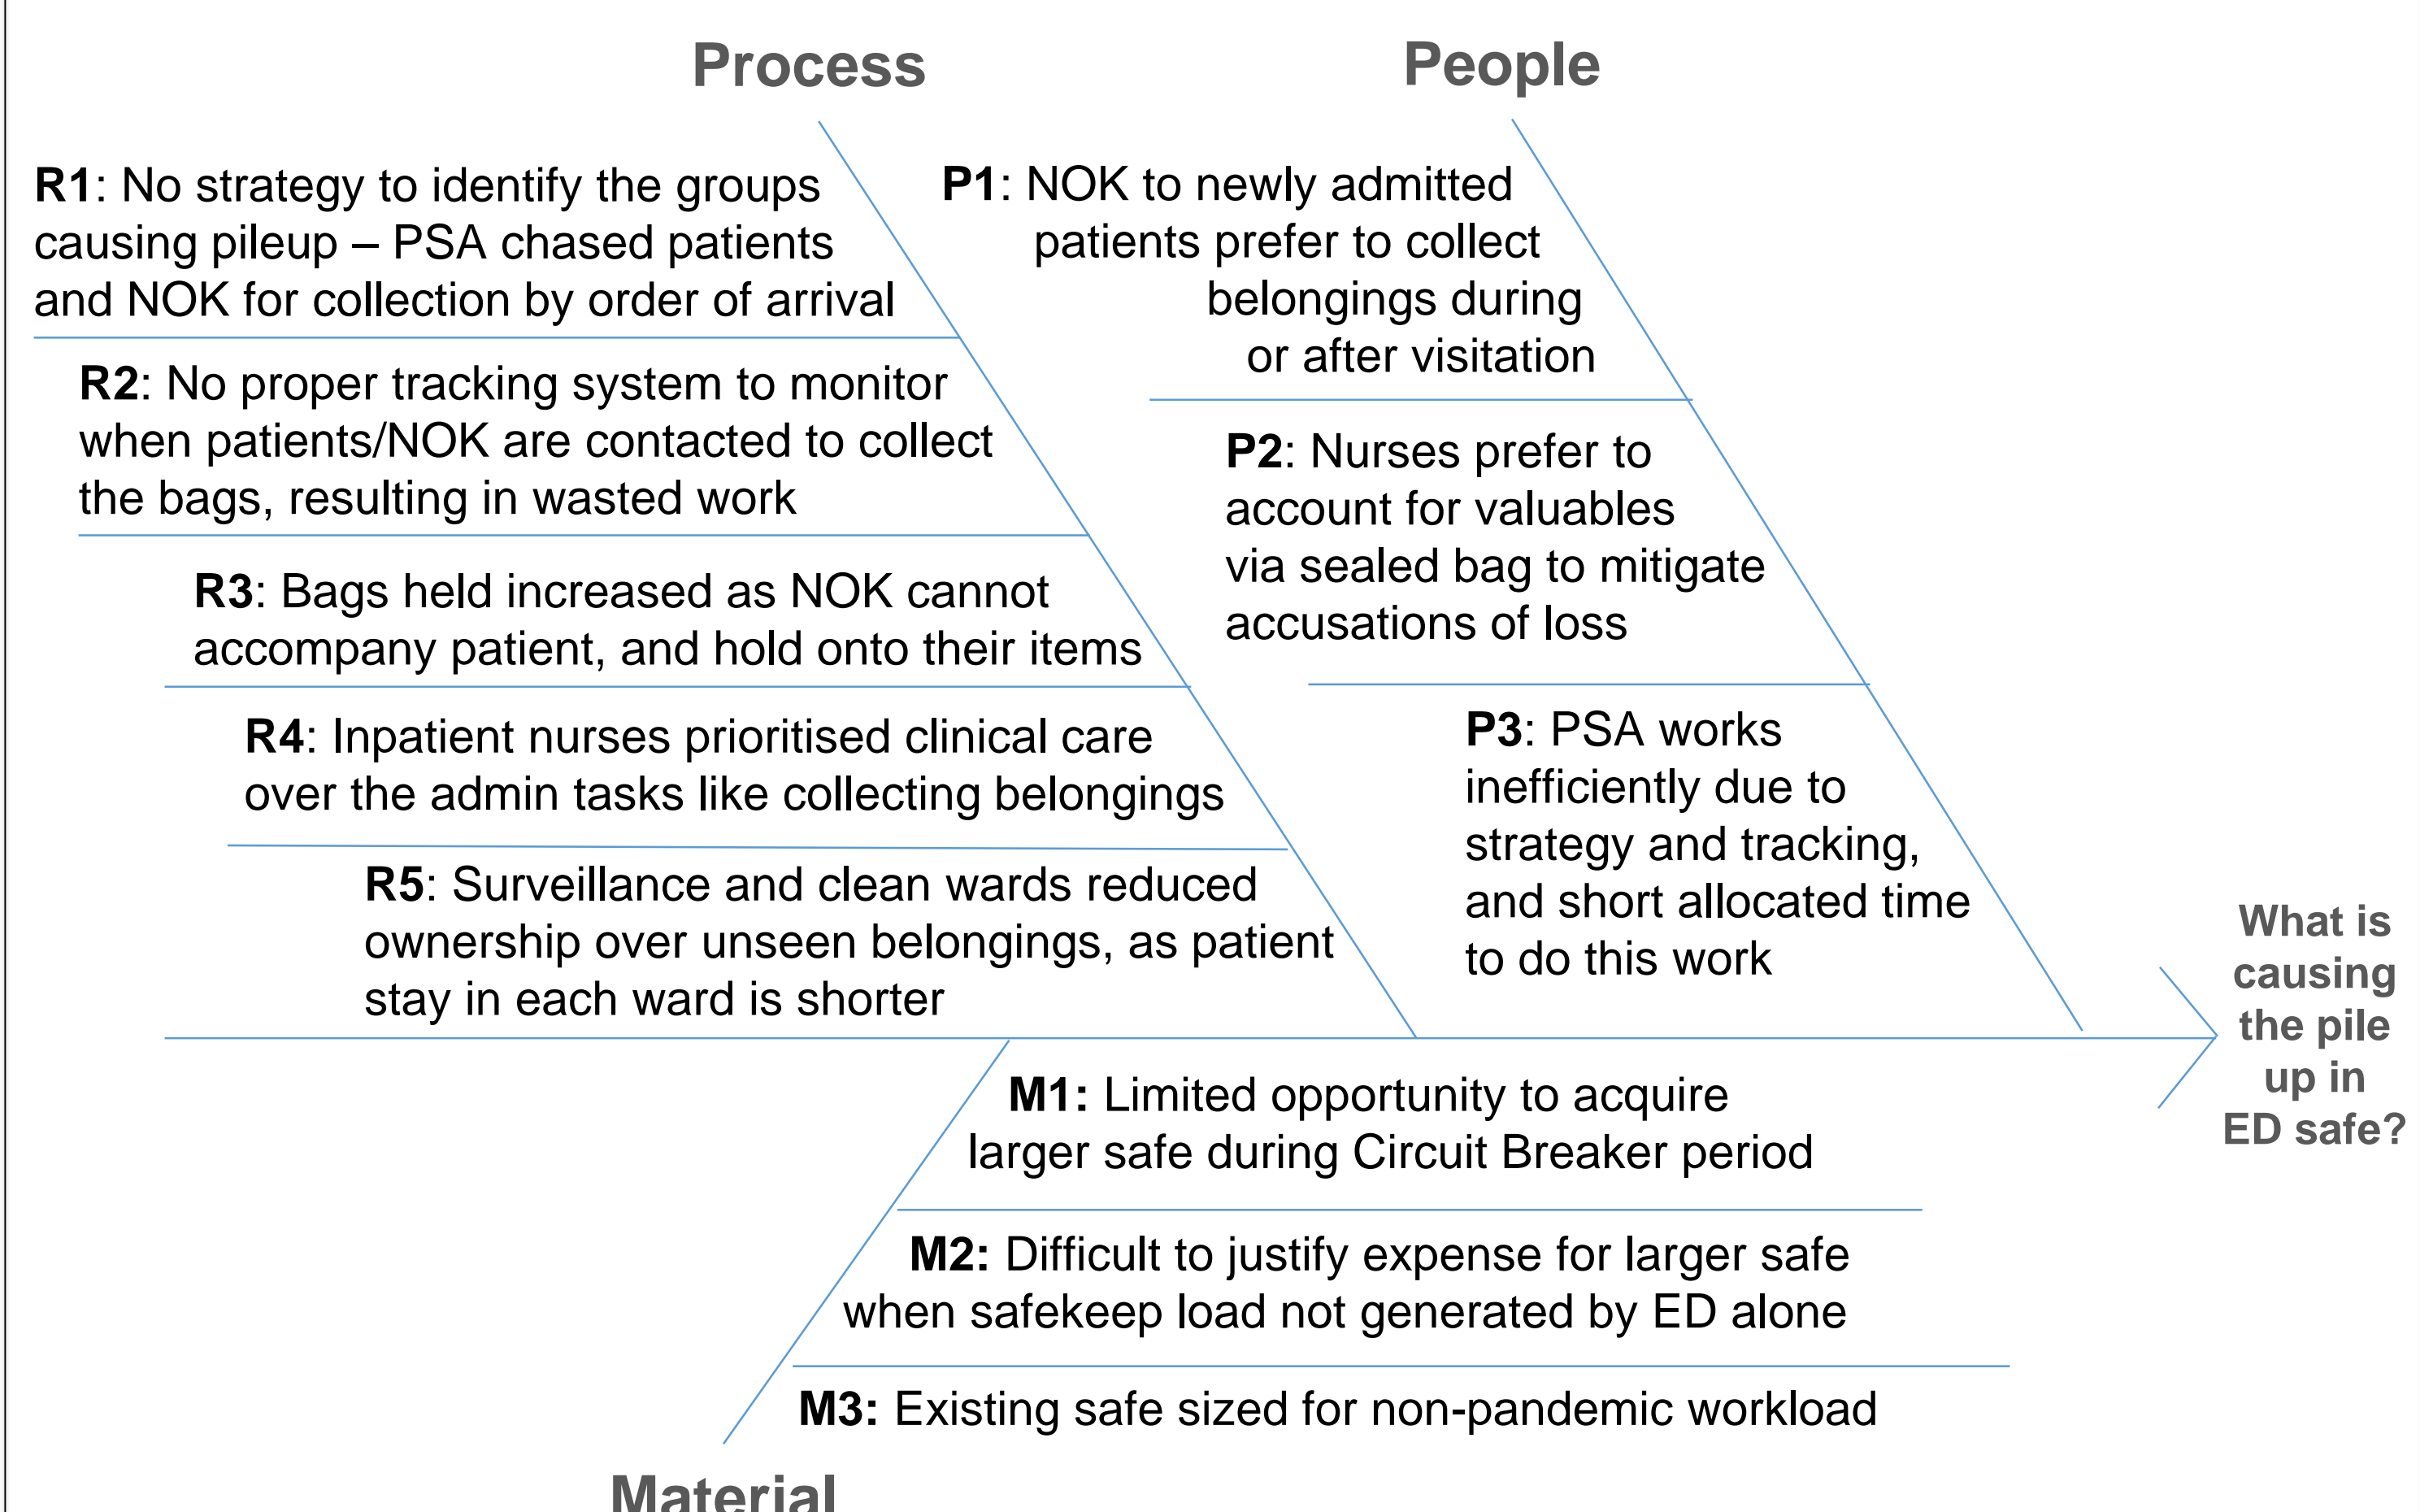 Process
R1: No strategy to identify the groups
causing pileup – PSA chased patients
and NOK for collection by order of arrival
R2: No proper tracking system to monitor
when patients/NOK are contacted to collect
the bags, resulting in wasted work
R3: Bags held increased as NOK cannot
accompany patient, and hold onto their items
R4: Inpatient nurses prioritised clinical care
over the admin tasks like collecting belongings
R5: Surveillance and clean wards reduced
ownership over unseen belongings, as patient
stay in each ward is shorter
People
P1: NOK to newly admitted
patients prefer to collect
belongings during
or after visitation
P2: Nurses prefer to
account for valuables
via sealed bag to mitigate
accusations of loss
P3: PSA works
inefficiently due to
strategy and tracking,
and short allocated time
to do this work
What is
causing
the pile
up in
ED safe?
M1: Limited opportunity to acquire
larger safe during Circuit Breaker period
M2: Difficult to justify expense for larger safe
when safekeep load not generated by ED alone
M3: Existing safe sized for non-pandemic workload
Material